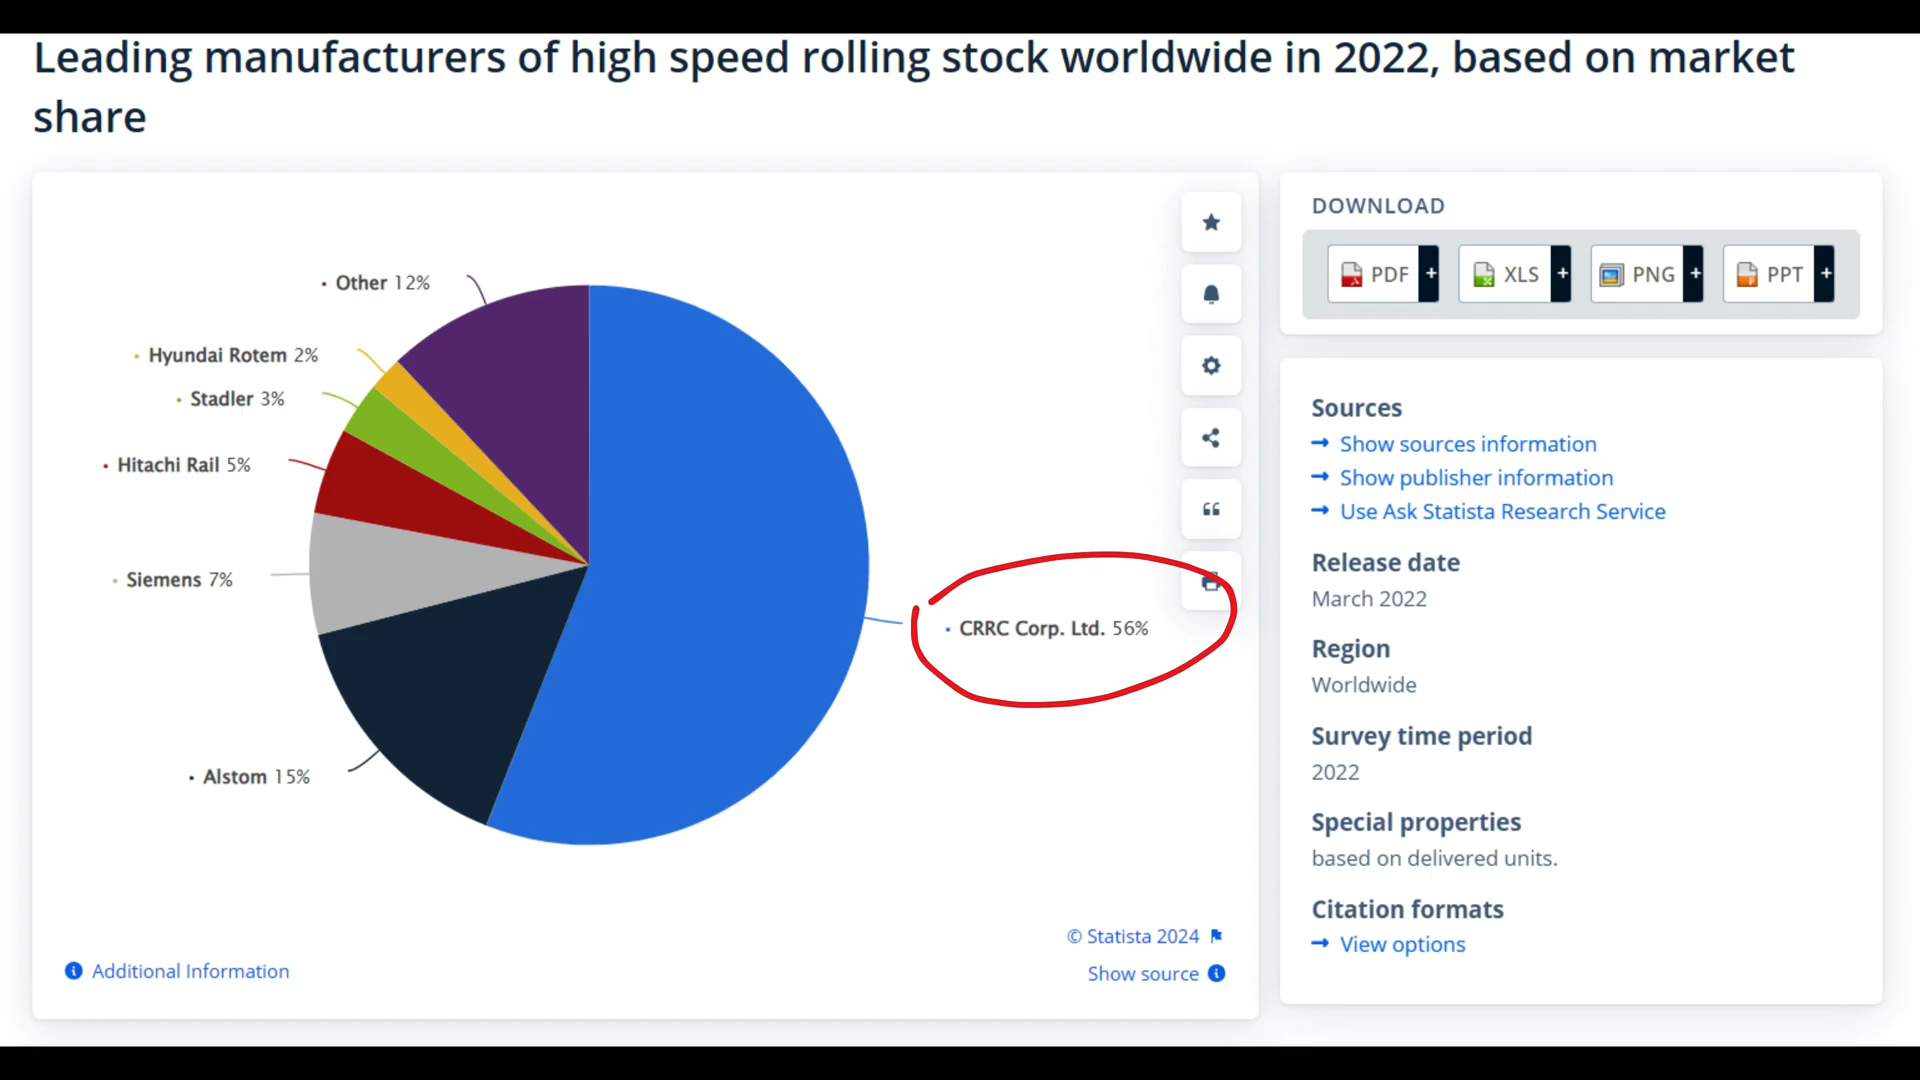 Leading manufacturers of high speed rolling stock worldwide in 2022, based on market
share
Other 12%
Hyundai Rotem 2%
Stadler 3%
Hitachi Rail 5%
Siemens 7%
Alstom 15%
CRRC Corp. Ltd. 56%
Additional Information
© Statista 2024
Show source
DOWNLOAD
PDF + XLS + PNG + PPT +
Sources
Show sources information
Show publisher information
Use Ask Statista Research Service
Release date
March 2022
Region
Worldwide
Survey time period
2022
Special properties
based on delivered units.
Citation formats
View options